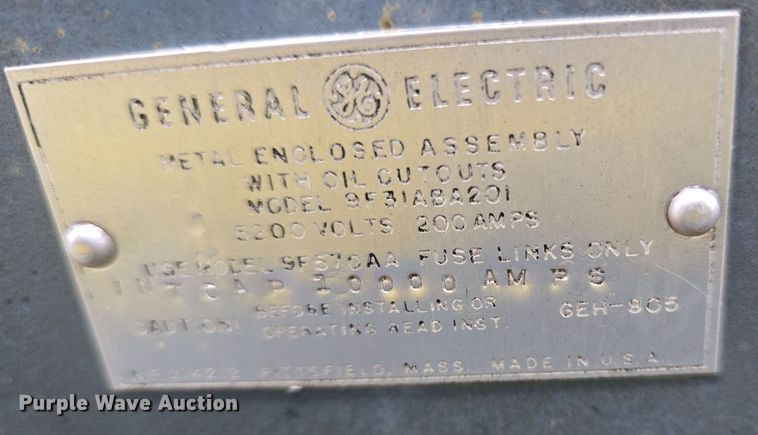 GENERAL GE ELECTRIC
METAL ENCLOSED ASSEMBLY
WITH OIL CUTOUTS
MODEL 9F31ABA201
5200 VOLTS 200 AMPS
USE MODEL 9F57CAA FUSE LINKS ONLY
INT CAP 10000 AMPS
CAUTION! BEFORE INSTALLING OR
OPERATING READ INST. GEH-805
PITTSFIELD, MASS. MADE IN U.S.A.
Purple Wave Auction